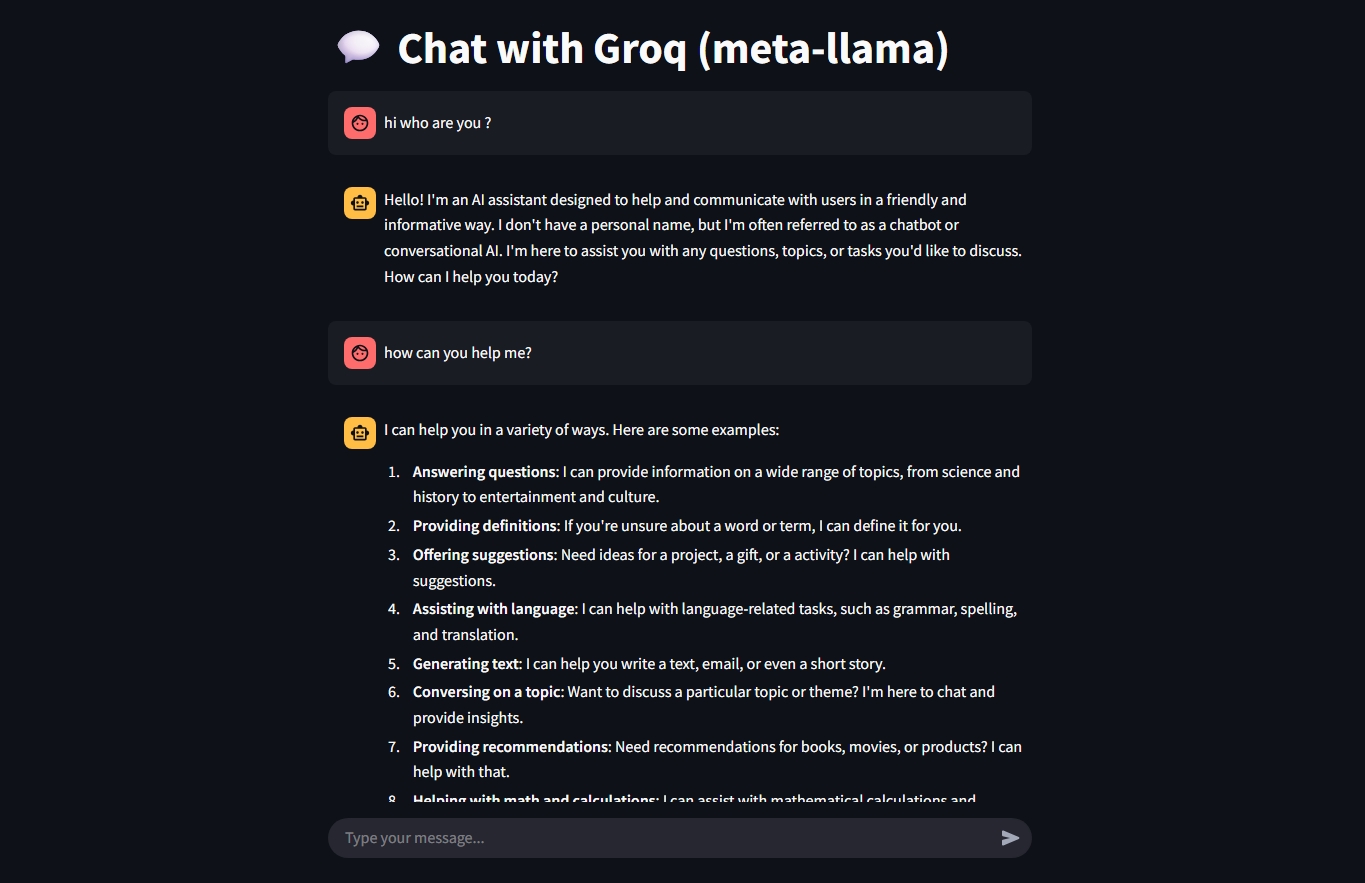 Chat with Groq (meta-llama)
hi who are you ?
Hello! I'm an AI assistant designed to help and communicate with users in a friendly and
informative way. I don't have a personal name, but I'm often referred to as a chatbot or
conversational AI. I'm here to assist you with any questions, topics, or tasks you'd like to discuss.
How can I help you today?
how can you help me?
I can help you in a variety of ways. Here are some examples:
1. Answering questions: I can provide information on a wide range of topics, from science and
history to entertainment and culture.
2. Providing definitions: If you're unsure about a word or term, I can define it for you.
3. Offering suggestions: Need ideas for a project, a gift, or a activity? I can help with
suggestions.
4. Assisting with language: I can help with language-related tasks, such as grammar, spelling,
and translation.
5. Generating text: I can help you write a text, email, or even a short story.
6. Conversing on a topic: Want to discuss a particular topic or theme? I'm here to chat and
provide insights.
7. Providing recommendations: Need recommendations for books, movies, or products? I can
help with that.
8. Helping with math and calculations: I can assist with mathematical calculations and
Type your message...